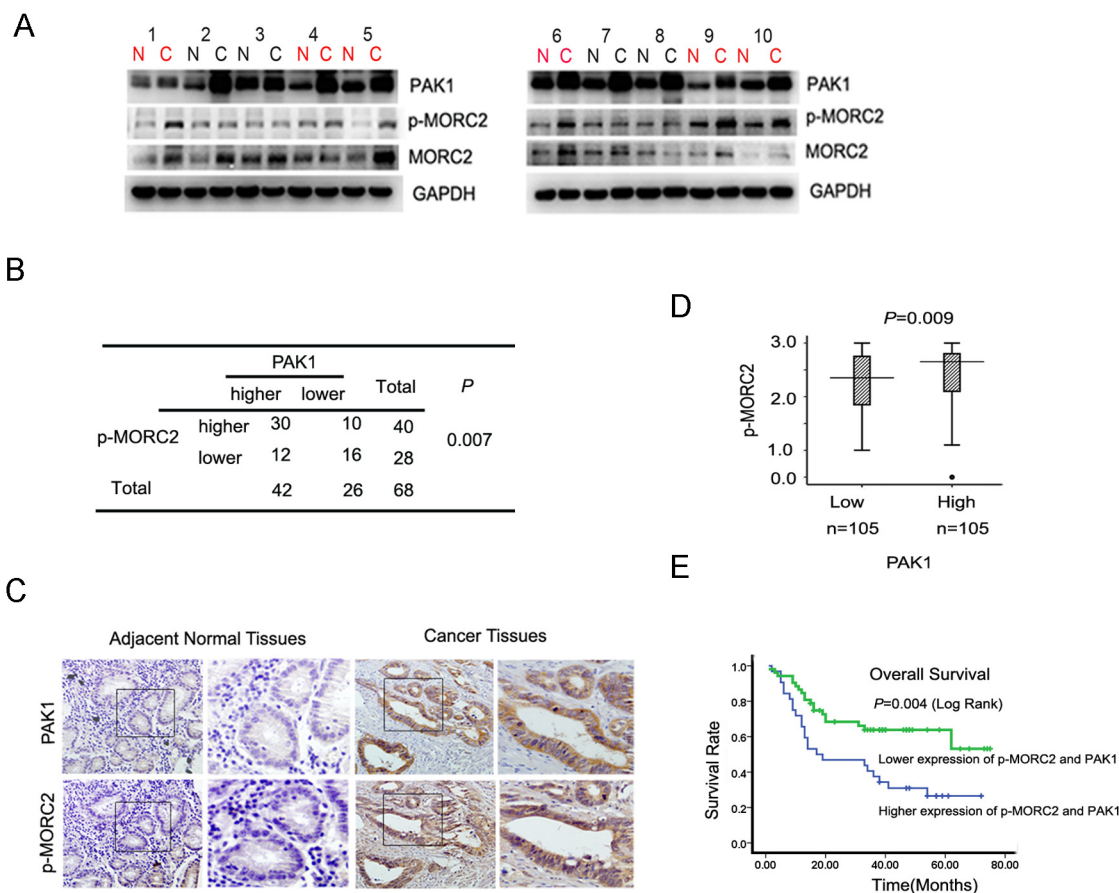 A
1 2 3 4 5
N C N C N C N C N C
PAK1
p-MORC2
MORC2
GAPDH
6 7 8 9 10
N C N C N C N C N C
PAK1
p-MORC2
MORC2
GAPDH
B
PAK1
higher lower Total P
p-MORC2 higher 30 10 40 0.007
lower 12 16 28
Total 42 26 68
C
Adjacent Normal Tissues Cancer Tissues
PAK1
p-MORC2
D
P=0.009
p-MORC2
3.0
2.0
1.0
0.0
Low High
n=105 n=105
PAK1
E
Overall Survival
P=0.004 (Log Rank)
Lower expression of p-MORC2 and PAK1
Higher expression of p-MORC2 and PAK1
Survival Rate
1.0
0.8
0.6
0.4
0.2
0.0
0.00 20.00 40.00 60.00 80.00
Time(Months)